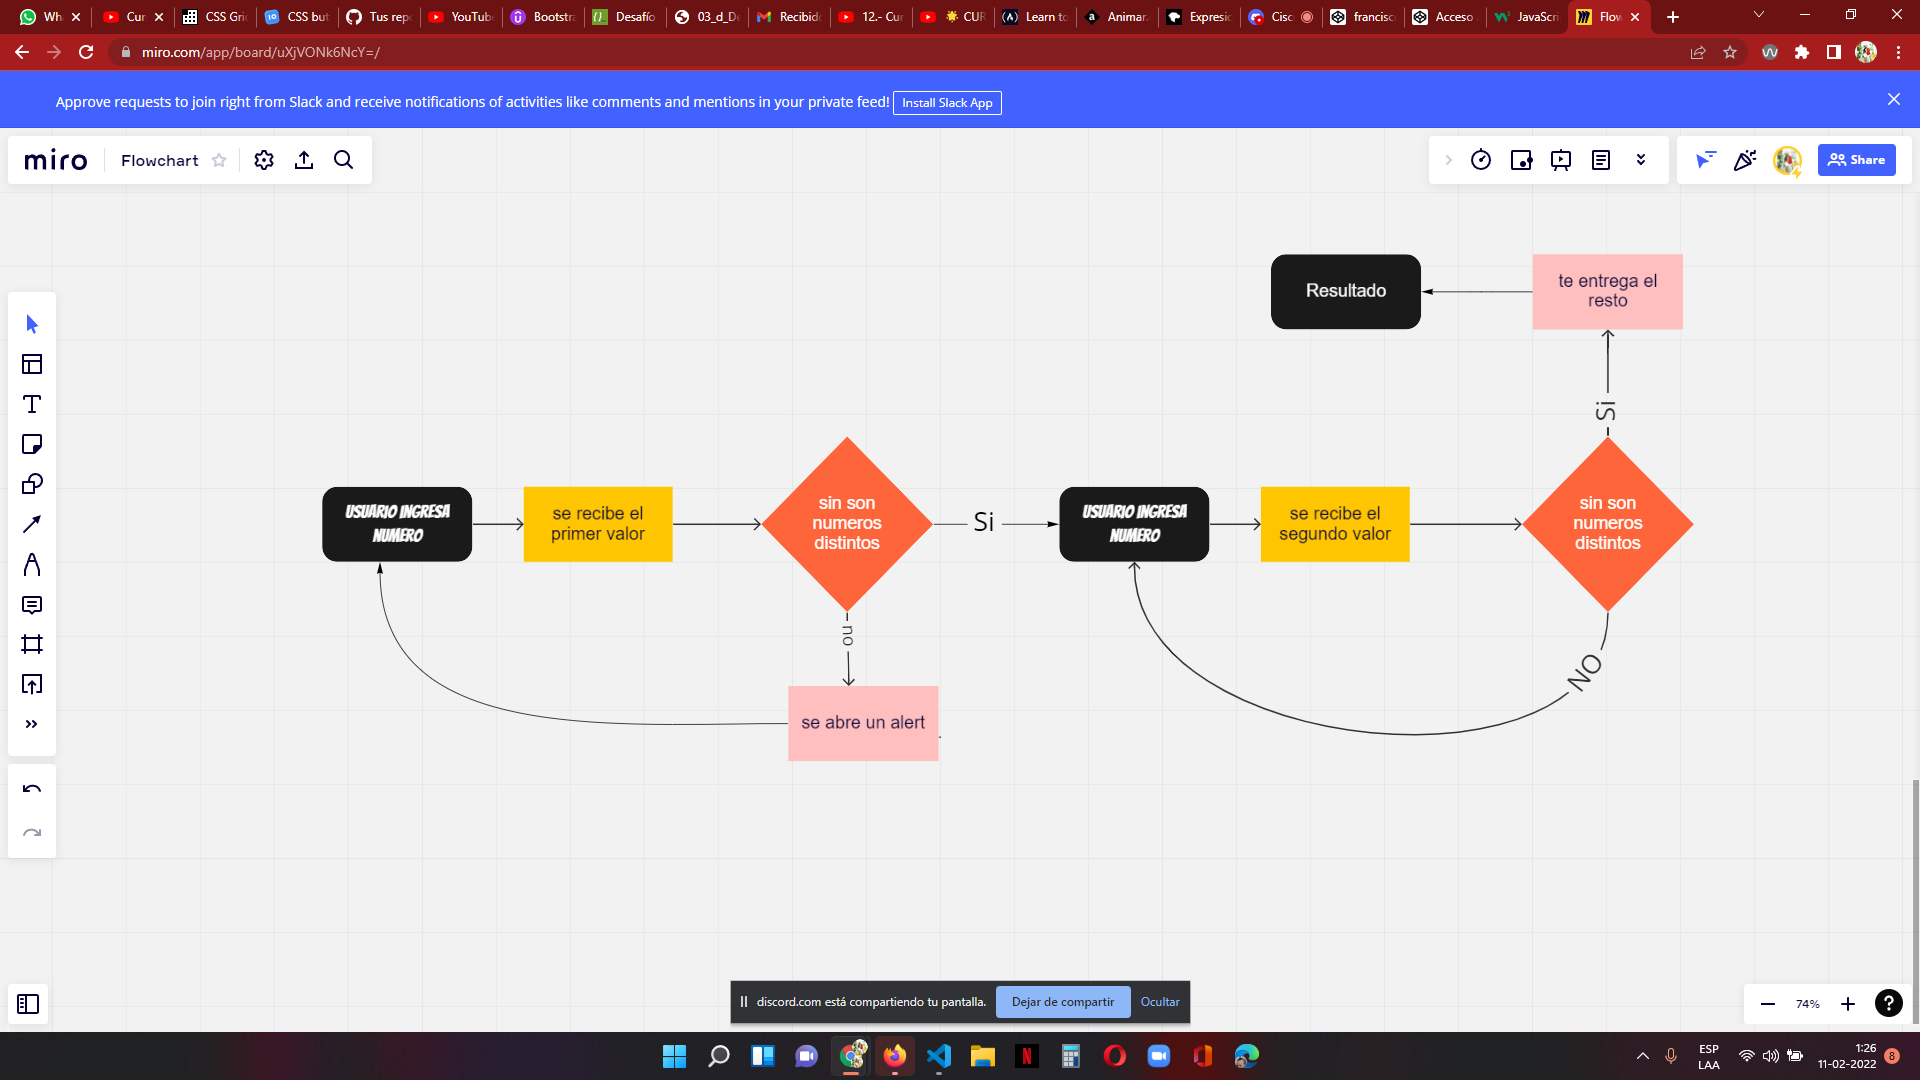 Wha
Cur
CSS Gri
CSS but
Tus rep
YouTub
Bootstra
Desafío
03_d_De
Recibido
12.- Cur
CUR
Learn to
Animar
Expresio
Cisc
francisc
Acceso
JavaScri
Flow
miro.com/app/board/uXjVONk6NcY=/
Approve requests to join right from Slack and receive notifications of activities like comments and mentions in your private feed! Install Slack App
miro
Flowchart
Share
Resultado
te entrega el
resto
Si
USUARIO INGRESA
NUMERO
se recibe el
primer valor
sin son
numeros
distintos
Si
USUARIO INGRESA
NUMERO
se recibe el
segundo valor
sin son
numeros
distintos
no
NO
se abre un alert
discord.com está compartiendo tu pantalla.
Dejar de compartir
Ocultar
74%
ESP
LAA
1:26
11-02-2022
8